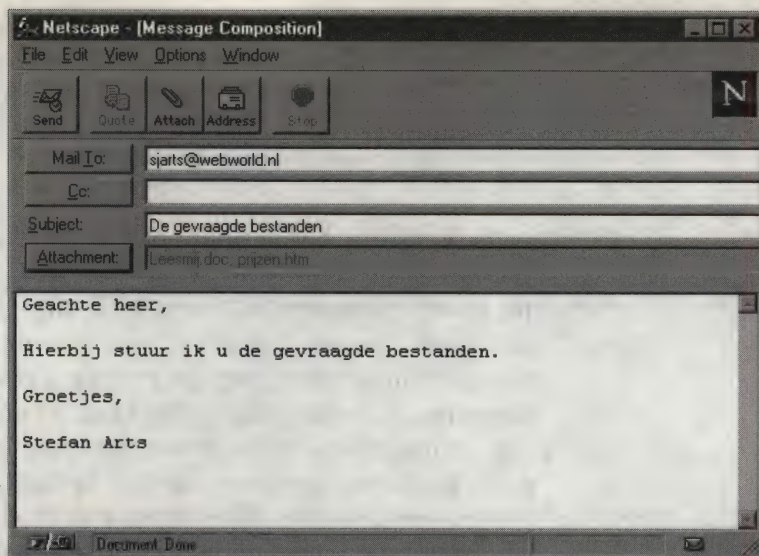 Netscape - [Message Composition]
File Edit View Options Window
N
Send Quote Attach Address Stop
Mail To: sjarts@webworld.nl
Cc:
Subject: De gevraagde bestanden
Attachment: Leesmij.doc, prijzen.htm
Geachte heer,
Hierbij stuur ik u de gevraagde bestanden.
Groetjes,
Stefan Arts
Document: Done